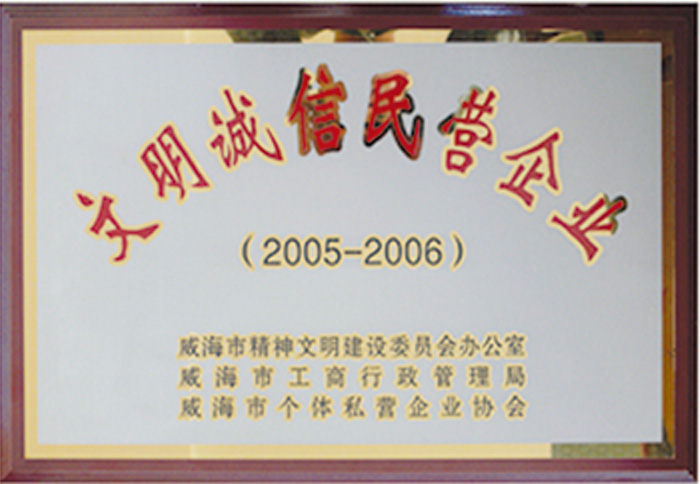 文明诚信民营企业
(2005-2006)
威海市精神文明建设委员会办公室
威海市工商行政管理局
威海市个体私营企业协会